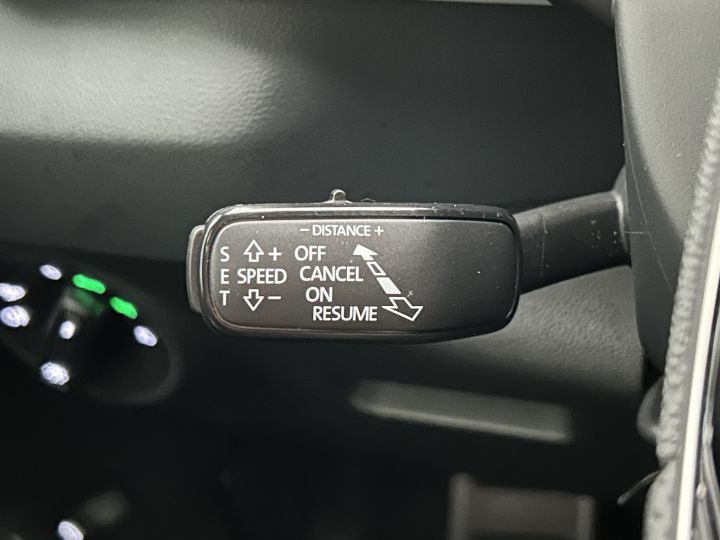 − DISTANCE +
S + OFF
E SPEED CANCEL
T − ON
RESUME